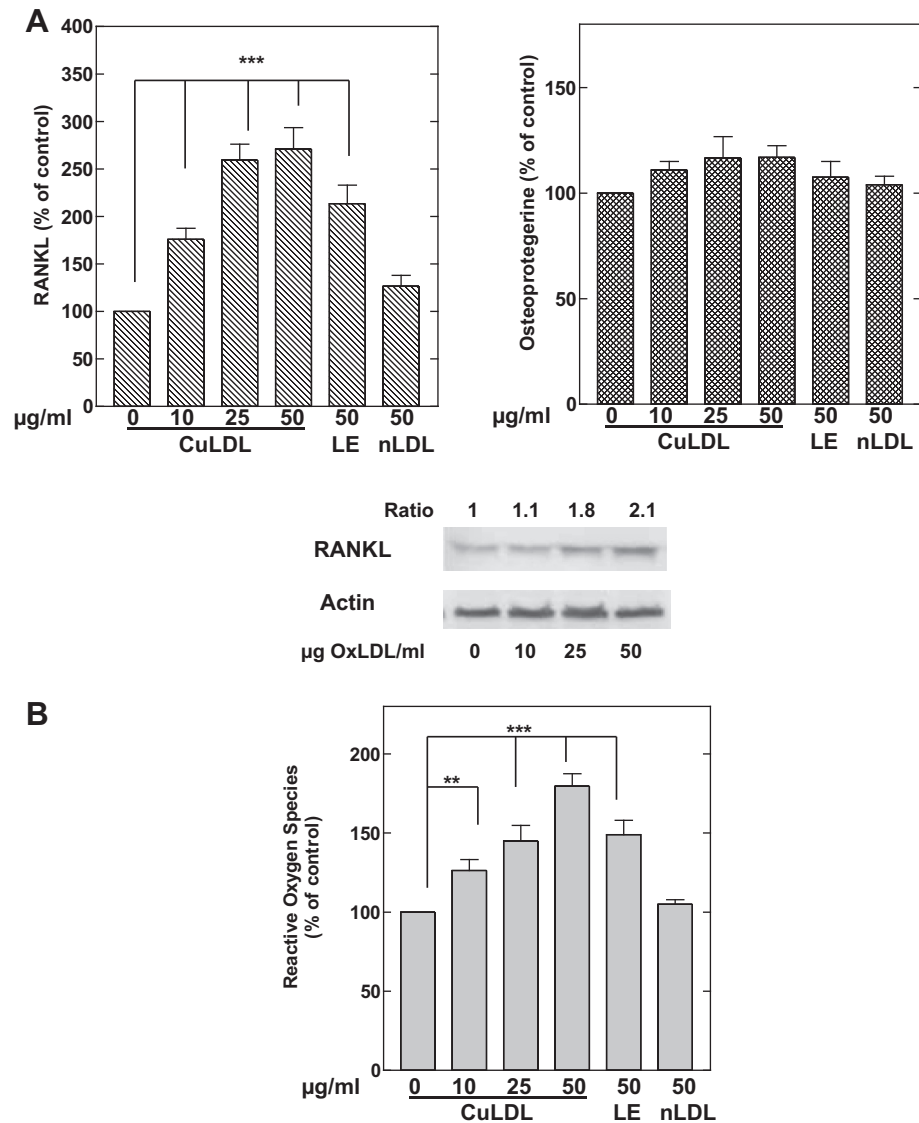 A
RANKL (% of control)
400
350
300
250
200
150
100
50
0
***
µg/ml
0 10 25 50 50 50
CuLDL LE nLDL
Osteoprotegerine (% of control)
150
100
50
0
0 10 25 50 50 50
CuLDL LE nLDL
Ratio 1 1.1 1.8 2.1
RANKL
Actin
µg OxLDL/ml 0 10 25 50
B
Reactive Oxygen Species
(% of control)
200
150
100
50
0
***
**
µg/ml 0 10 25 50 50 50
CuLDL LE nLDL